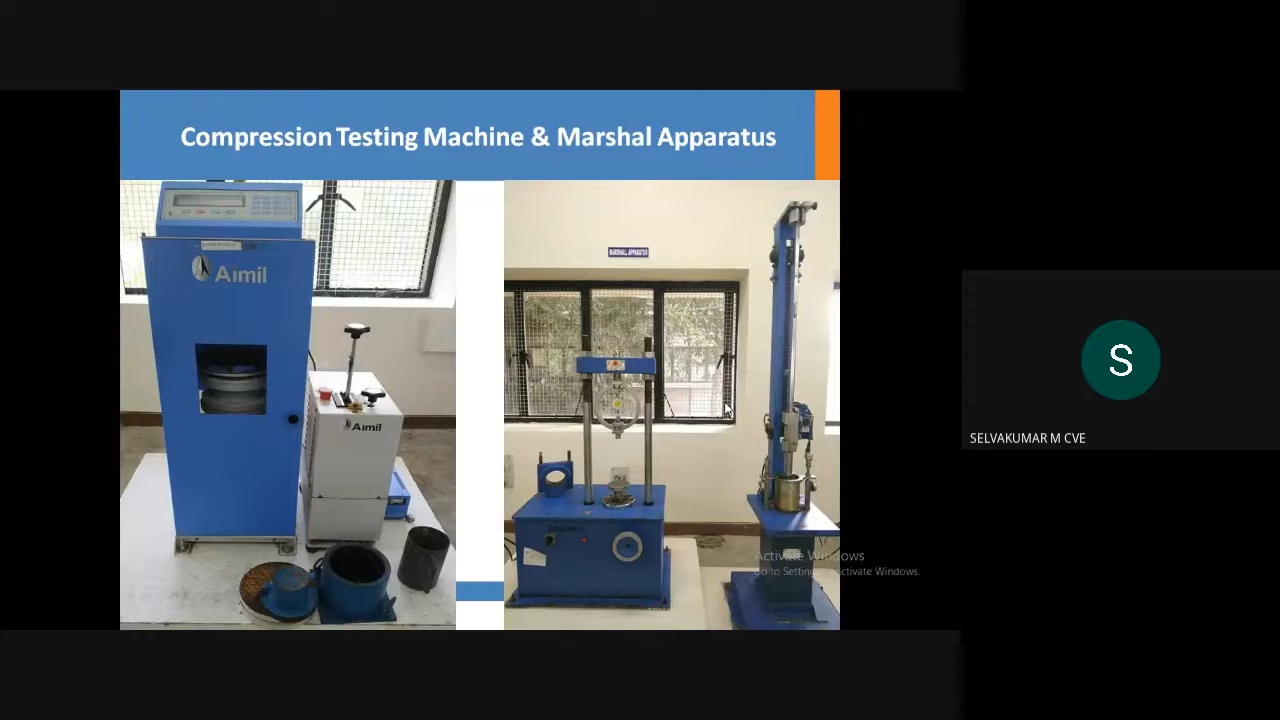 Compression Testing Machine & Marshal Apparatus
Aimil
Aimil
MARSHALL APPARATUS
Activate Windows
Go to Settings to activate Windows.
S
SELVAKUMAR M CVE